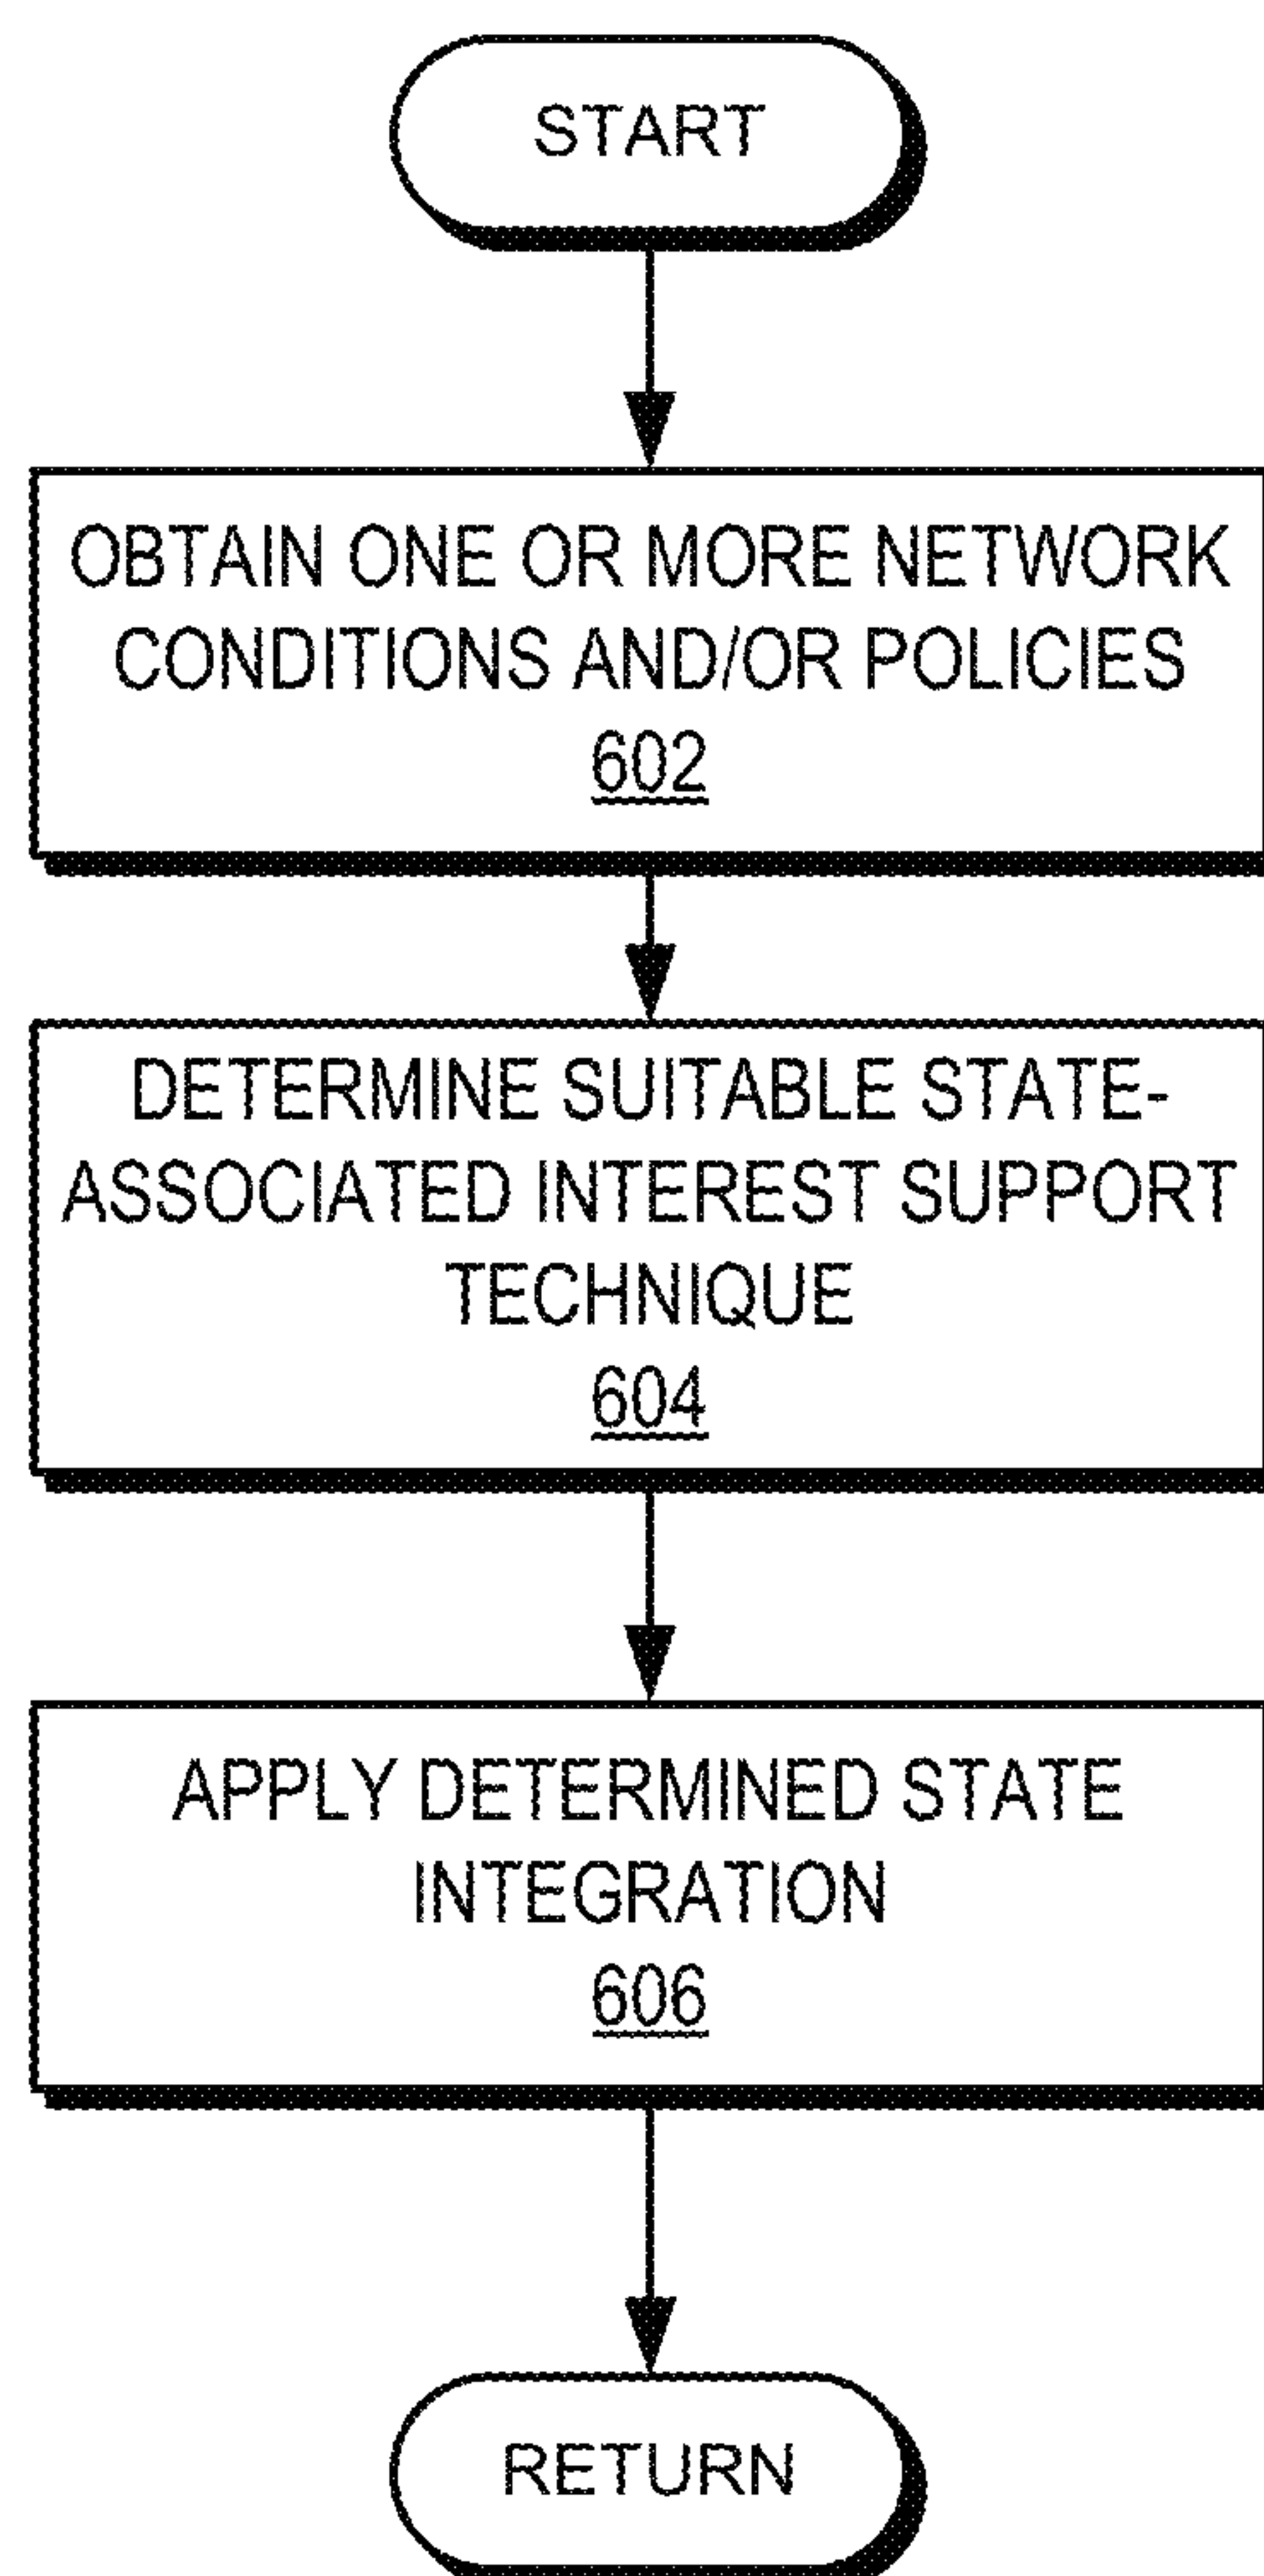 START
OBTAIN ONE OR MORE NETWORK
CONDITIONS AND/OR POLICIES
602
DETERMINE SUITABLE STATE-
ASSOCIATED INTEREST SUPPORT
TECHNIQUE
604
APPLY DETERMINED STATE
INTEGRATION
606
RETURN